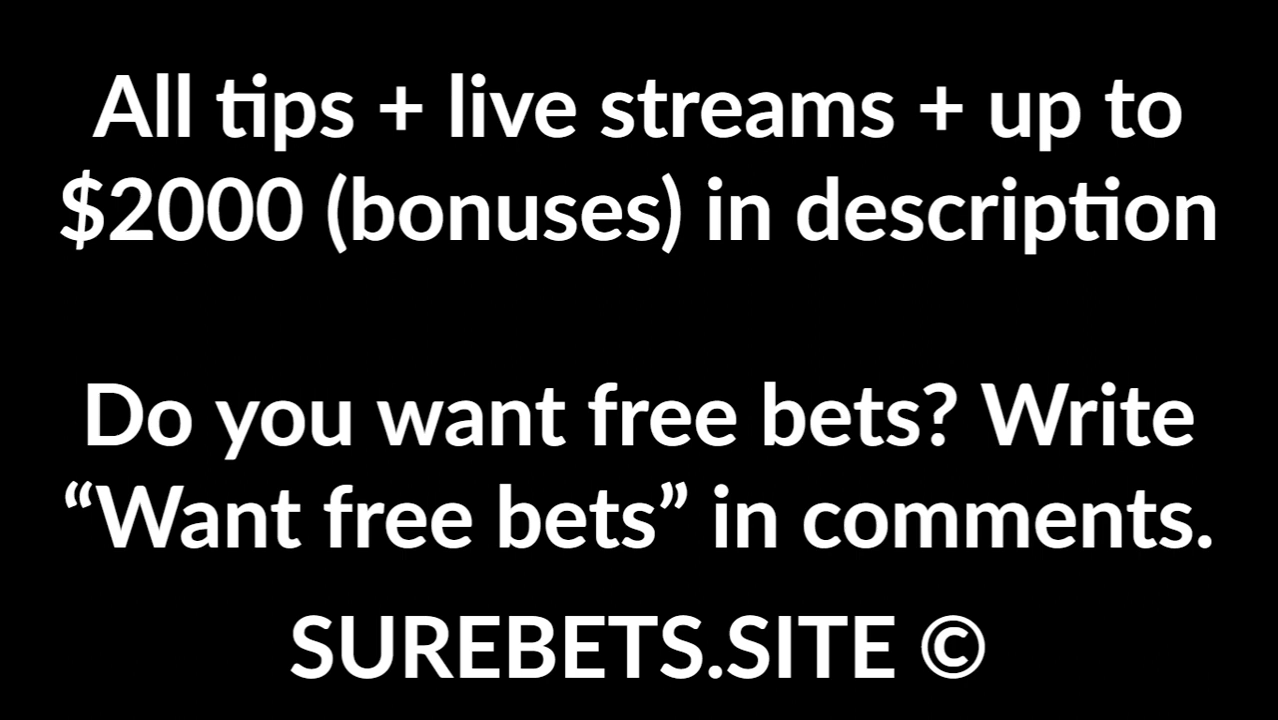 All tips + live streams + up to
$2000 (bonuses) in description
Do you want free bets? Write
“Want free bets” in comments.
SUREBETS.SITE ©